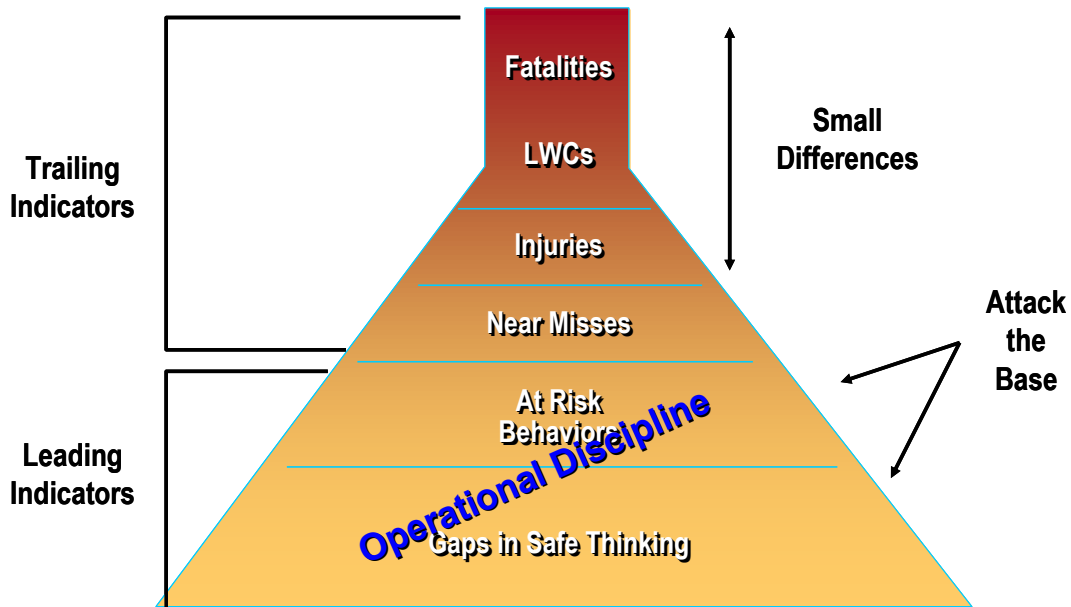 Fatalities
LWCs
Small
Differences
Trailing
Indicators
Injuries
Near Misses
Attack
the
Base
At Risk
Behaviors
Operational Discipline
Leading
Indicators
Gaps in Safe Thinking